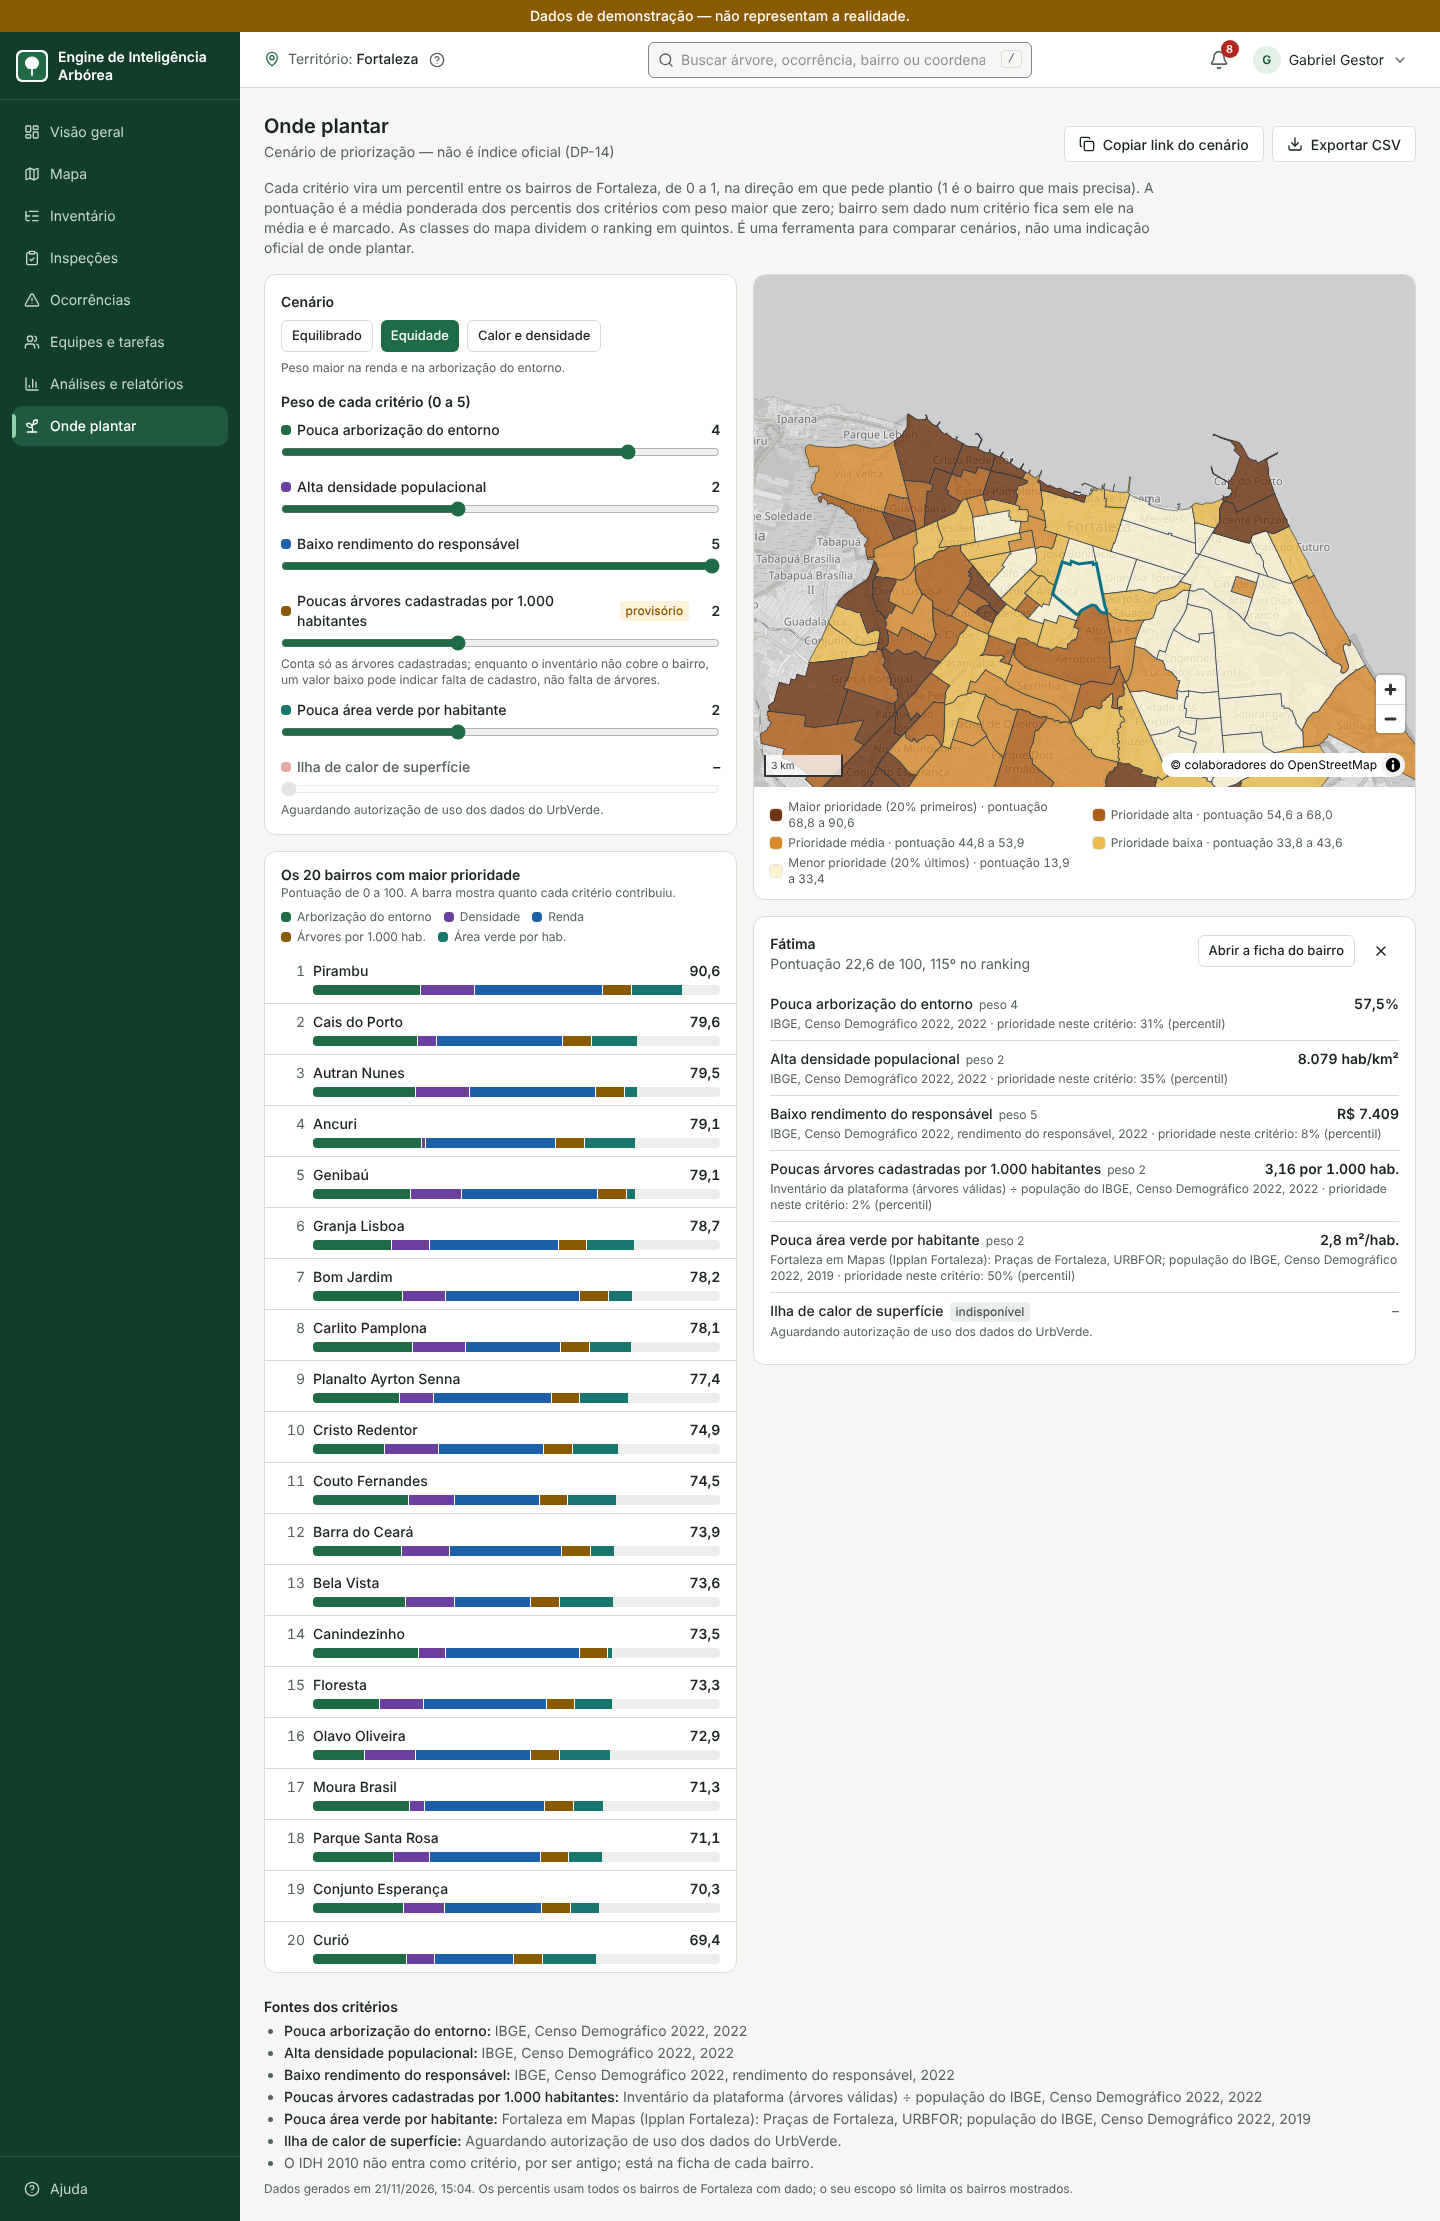 Dados de demonstração — não representam a realidade.
Engine de Inteligência
Arbórea
Visão geral
Mapa
Inventário
Inspeções
Ocorrências
Equipes e tarefas
Análises e relatórios
Onde plantar
Ajuda
Território: Fortaleza
Buscar árvore, ocorrência, bairro ou coordena
/
8
G
Gabriel Gestor
Onde plantar
Cenário de priorização — não é índice oficial (DP-14)
Copiar link do cenário
Exportar CSV
Cada critério vira um percentil entre os bairros de Fortaleza, de 0 a 1, na direção em que pede plantio (1 é o bairro que mais precisa). A
pontuação é a média ponderada dos percentis dos critérios com peso maior que zero; bairro sem dado num critério fica sem ele na
média e é marcado. As classes do mapa dividem o ranking em quintos. É uma ferramenta para comparar cenários, não uma indicação
oficial de onde plantar.
Cenário
Equilibrado
Equidade
Calor e densidade
Peso maior na renda e na arborização do entorno.
Peso de cada critério (0 a 5)
Pouca arborização do entorno 4
Alta densidade populacional 2
Baixo rendimento do responsável 5
Poucas árvores cadastradas por 1.000
habitantes
provisório 2
Conta só as árvores cadastradas; enquanto o inventário não cobre o bairro,
um valor baixo pode indicar falta de cadastro, não falta de árvores.
Pouca área verde por habitante 2
Ilha de calor de superfície –
Aguardando autorização de uso dos dados do UrbVerde.
Os 20 bairros com maior prioridade
Pontuação de 0 a 100. A barra mostra quanto cada critério contribuiu.
Arborização do entorno Densidade Renda
Árvores por 1.000 hab. Área verde por hab.
1 Pirambu 90,6
2 Cais do Porto 79,6
3 Autran Nunes 79,5
4 Ancuri 79,1
5 Genibaú 79,1
6 Granja Lisboa 78,7
7 Bom Jardim 78,2
8 Carlito Pamplona 78,1
9 Planalto Ayrton Senna 77,4
10 Cristo Redentor 74,9
11 Couto Fernandes 74,5
12 Barra do Ceará 73,9
13 Bela Vista 73,6
14 Canindezinho 73,5
15 Floresta 73,3
16 Olavo Oliveira 72,9
17 Moura Brasil 71,3
18 Parque Santa Rosa 71,1
19 Conjunto Esperança 70,3
20 Curió 69,4
Iparana
Parque Leblon
Vila Velha
Soledade
Tabapuá
Tabapuá Brasília
Tabapuá Brasília
II
Fortaleza
Meireles
Parangaba
Aeroporto
Serrinha
Granja Portugal
3 km
© colaboradores do OpenStreetMap
Maior prioridade (20% primeiros) · pontuação
68,8 a 90,6
Prioridade alta · pontuação 54,6 a 68,0
Prioridade média · pontuação 44,8 a 53,9
Prioridade baixa · pontuação 33,8 a 43,6
Menor prioridade (20% últimos) · pontuação 13,9
a 33,4
Fátima
Pontuação 22,6 de 100, 115º no ranking
Abrir a ficha do bairro
Pouca arborização do entorno peso 4 57,5%
IBGE, Censo Demográfico 2022, 2022 · prioridade neste critério: 31% (percentil)
Alta densidade populacional peso 2 8.079 hab/km²
IBGE, Censo Demográfico 2022, 2022 · prioridade neste critério: 35% (percentil)
Baixo rendimento do responsável peso 5 R$ 7.409
IBGE, Censo Demográfico 2022, rendimento do responsável, 2022 · prioridade neste critério: 8% (percentil)
Poucas árvores cadastradas por 1.000 habitantes peso 2 3,16 por 1.000 hab.
Inventário da plataforma (árvores válidas) ÷ população do IBGE, Censo Demográfico 2022, 2022 · prioridade
neste critério: 2% (percentil)
Pouca área verde por habitante peso 2 2,8 m²/hab.
Fortaleza em Mapas (Ipplan Fortaleza): Praças de Fortaleza, URBFOR; população do IBGE, Censo Demográfico
2022, 2019 · prioridade neste critério: 50% (percentil)
Ilha de calor de superfície indisponível –
Aguardando autorização de uso dos dados do UrbVerde.
Fontes dos critérios
Pouca arborização do entorno: IBGE, Censo Demográfico 2022, 2022
Alta densidade populacional: IBGE, Censo Demográfico 2022, 2022
Baixo rendimento do responsável: IBGE, Censo Demográfico 2022, rendimento do responsável, 2022
Poucas árvores cadastradas por 1.000 habitantes: Inventário da plataforma (árvores válidas) ÷ população do IBGE, Censo Demográfico 2022, 2022
Pouca área verde por habitante: Fortaleza em Mapas (Ipplan Fortaleza): Praças de Fortaleza, URBFOR; população do IBGE, Censo Demográfico 2022, 2019
Ilha de calor de superfície: Aguardando autorização de uso dos dados do UrbVerde.
O IDH 2010 não entra como critério, por ser antigo; está na ficha de cada bairro.
Dados gerados em 21/11/2026, 15:04. Os percentis usam todos os bairros de Fortaleza com dado; o seu escopo só limita os bairros mostrados.